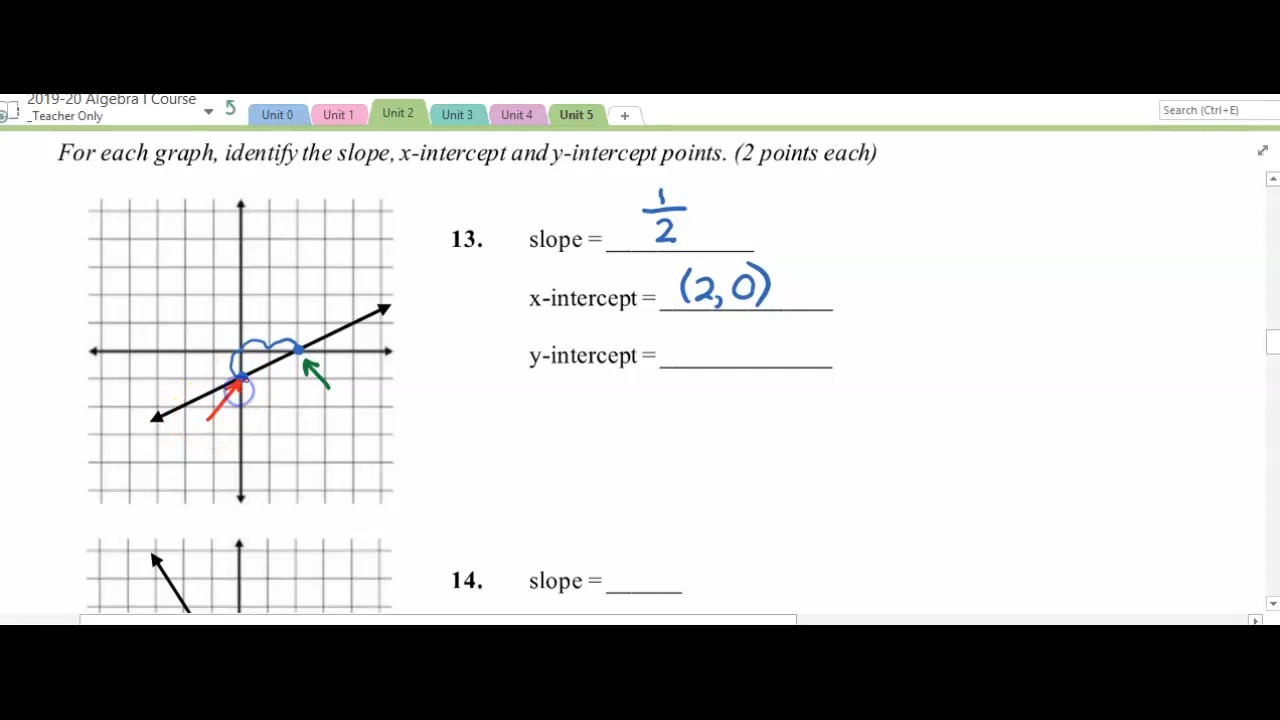 2019-20 Algebra I Course
_Teacher Only
Unit 0 Unit 1 Unit 2 Unit 3 Unit 4 Unit 5 +
Search (Ctrl+E)
For each graph, identify the slope, x-intercept and y-intercept points. (2 points each)
13. slope = 1/2
x-intercept = (2, 0)
y-intercept = ________
14. slope = ______